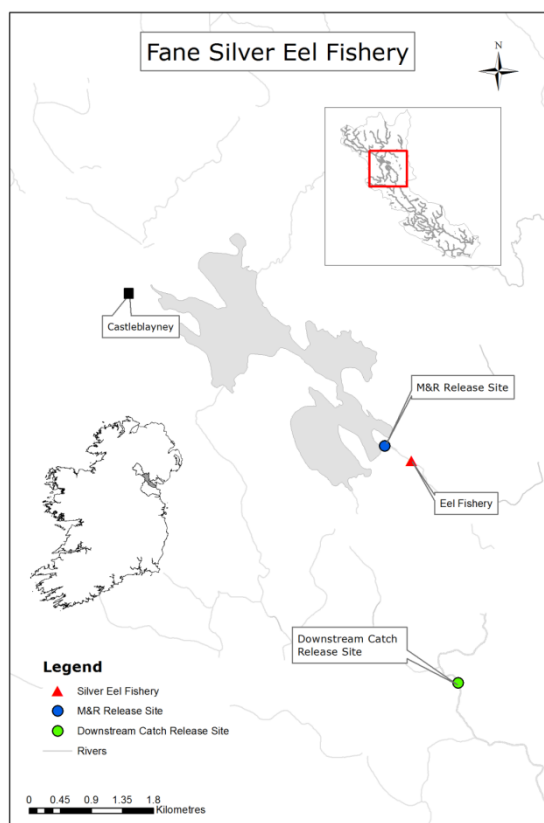 Fane Silver Eel Fishery
N
Castleblayney
M&R Release Site
Eel Fishery
Downstream Catch
Release Site
Legend
Silver Eel Fishery
M&R Release Site
Downstream Catch Release Site
Rivers
0 0.45 0.9 1.35 1.8
Kilometres